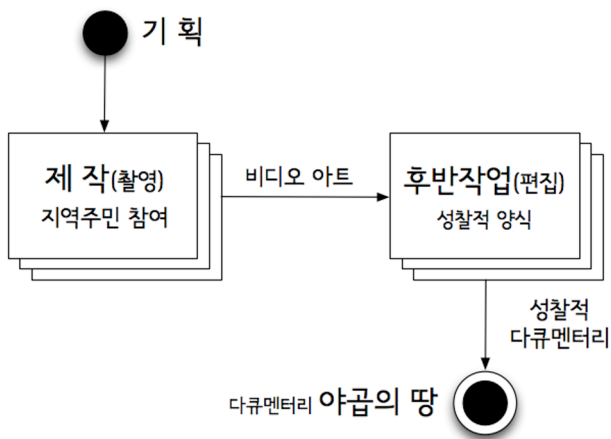 기 획
제 작(촬영)
지역주민 참여
비디오 아트
후반작업(편집)
성찰적 양식
성찰적
다큐멘터리
다큐멘터리 야곱의 땅